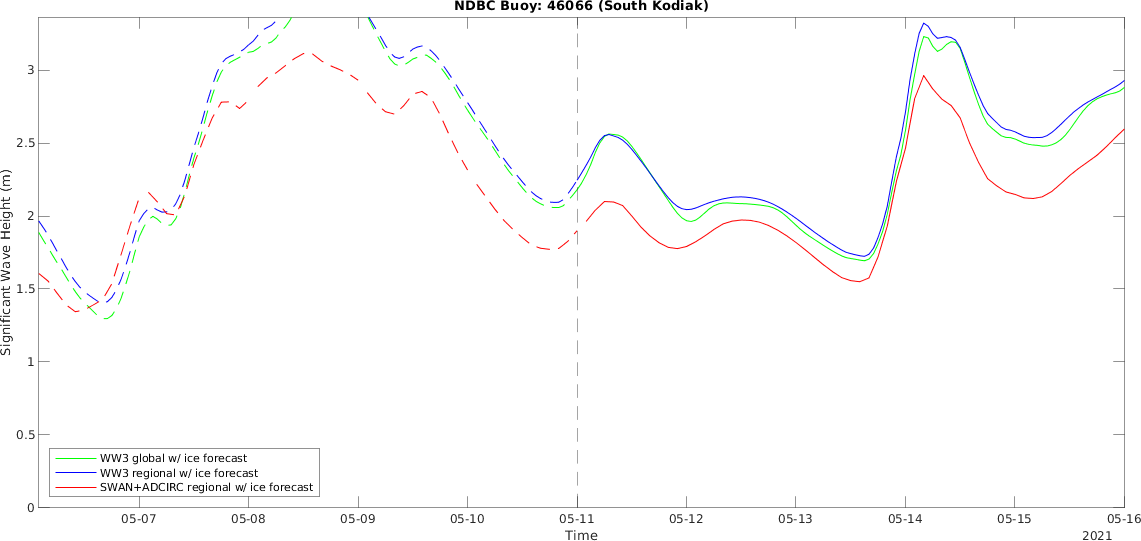 NDBC Buoy: 46066 (South Kodiak)
Significant Wave Height (m)
3
2.5
2
1.5
1
0.5
0
WW3 global w/ ice forecast
WW3 regional w/ ice forecast
SWAN+ADCIRC regional w/ ice forecast
05-07 05-08 05-09 05-10 05-11 05-12 05-13 05-14 05-15 05-16
Time
2021